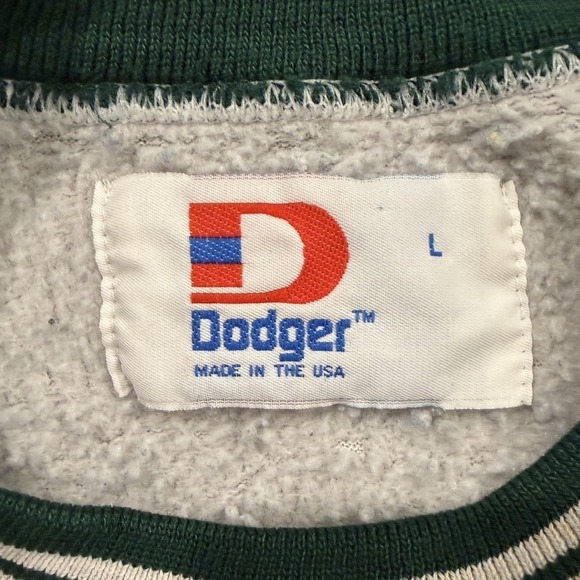 D
L
Dodger™
MADE IN THE USA